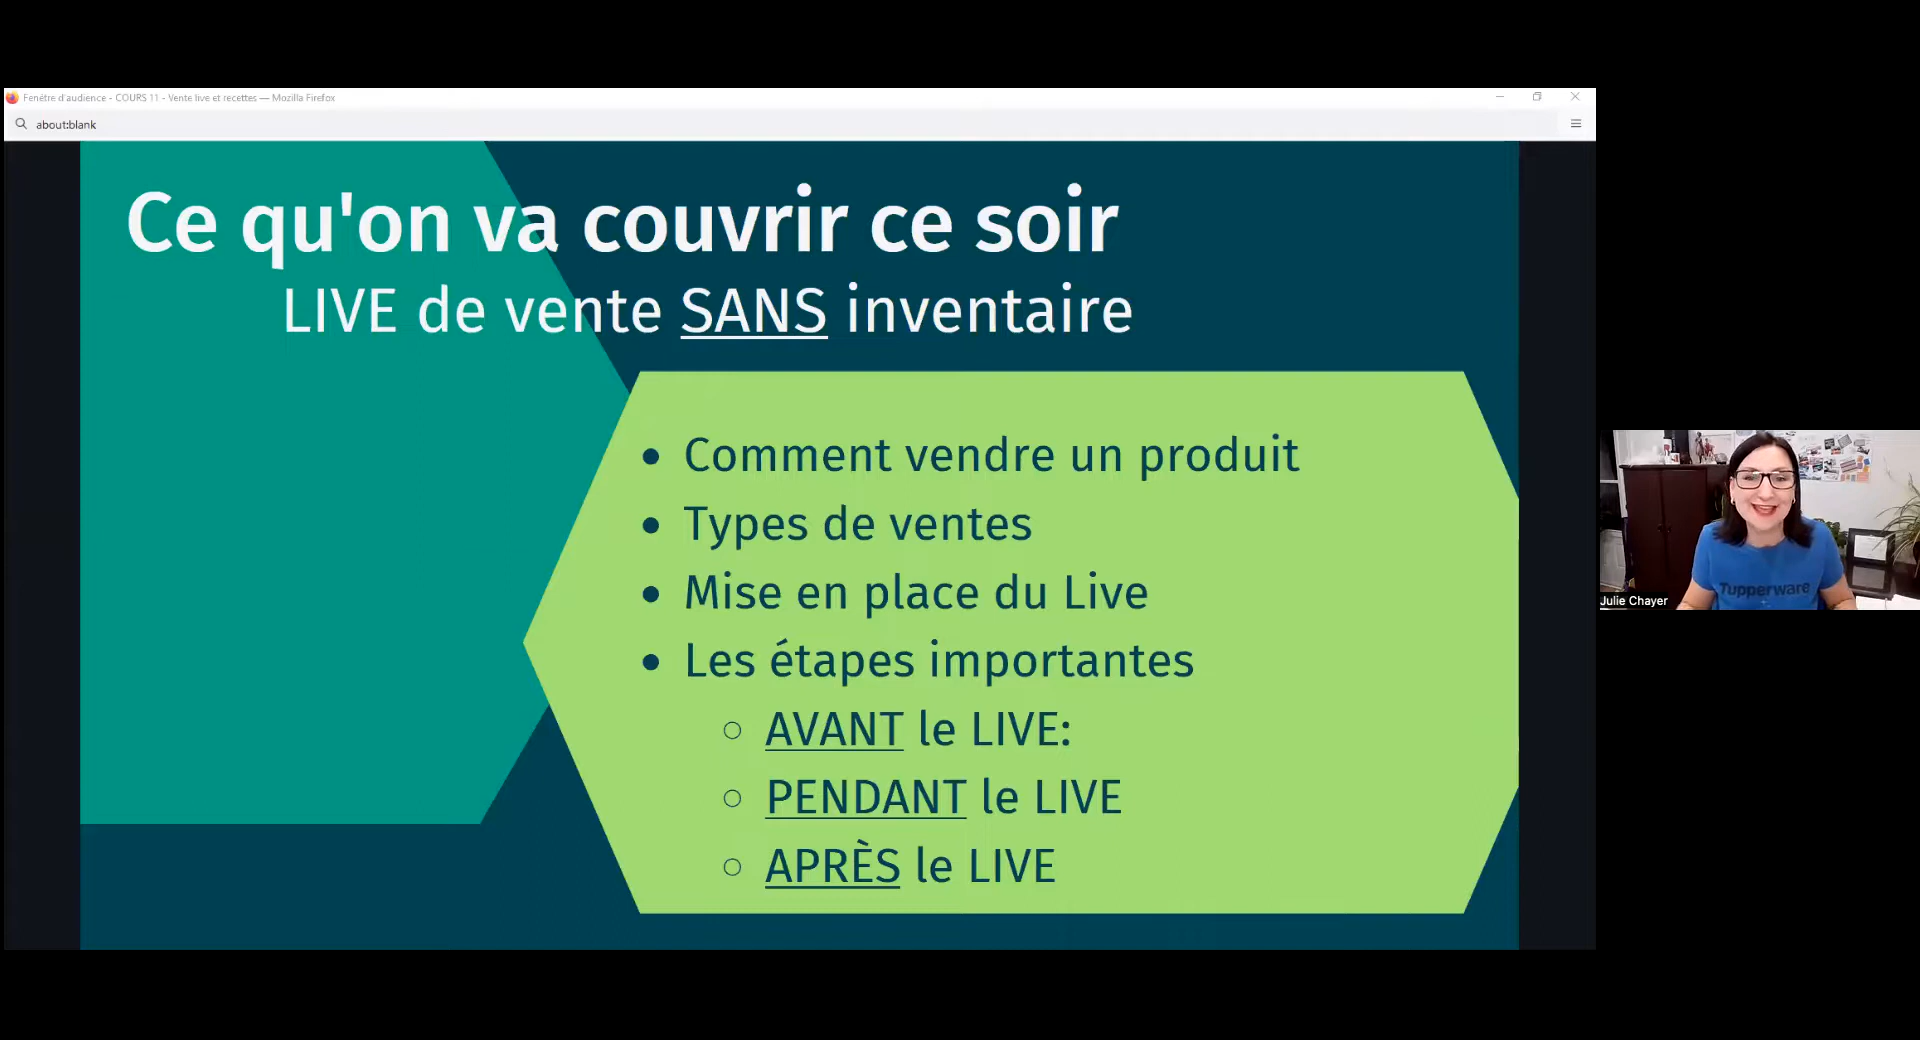 Fenêtre d'audience - COURS 11 - Vente live et recettes — Mozilla Firefox
about:blank
Ce qu'on va couvrir ce soir
LIVE de vente SANS inventaire
• Comment vendre un produit
• Types de ventes
• Mise en place du Live
• Les étapes importantes
○ AVANT le LIVE:
○ PENDANT le LIVE
○ APRÈS le LIVE
Tupperware
Julie Chayer